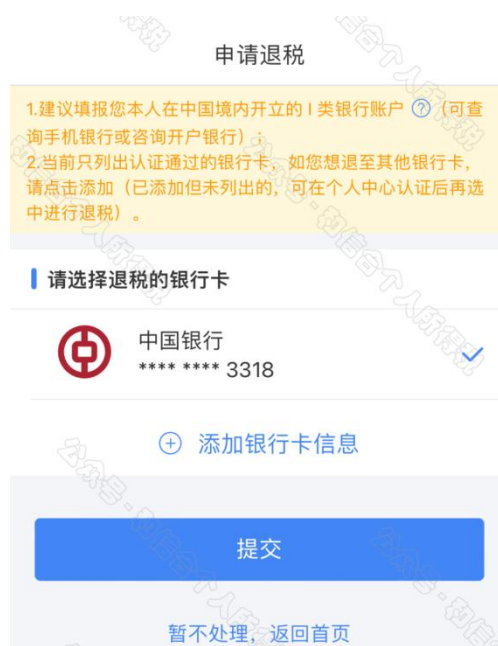 申请退税
1.建议填报您本人在中国境内开立的 I 类银行账户 ? (可查
询手机银行或咨询开户银行) ;
2.当前只列出认证通过的银行卡，如您想退至其他银行卡，
请点击添加（已添加但未列出的，可在个人中心认证后再选
中进行退税）。
请选择退税的银行卡
中国银行
**** **** 3318
添加银行卡信息
提交
暂不处理，返回首页